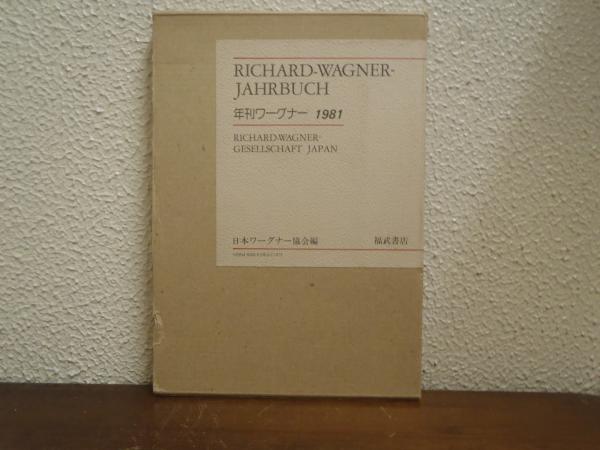 RICHARD-WAGNER-
JAHRBUCH
年刊ワーグナー 1981
RICHARD-WAGNER-
GESELLSCHAFT JAPAN
日本ワーグナー協会編 福武書店